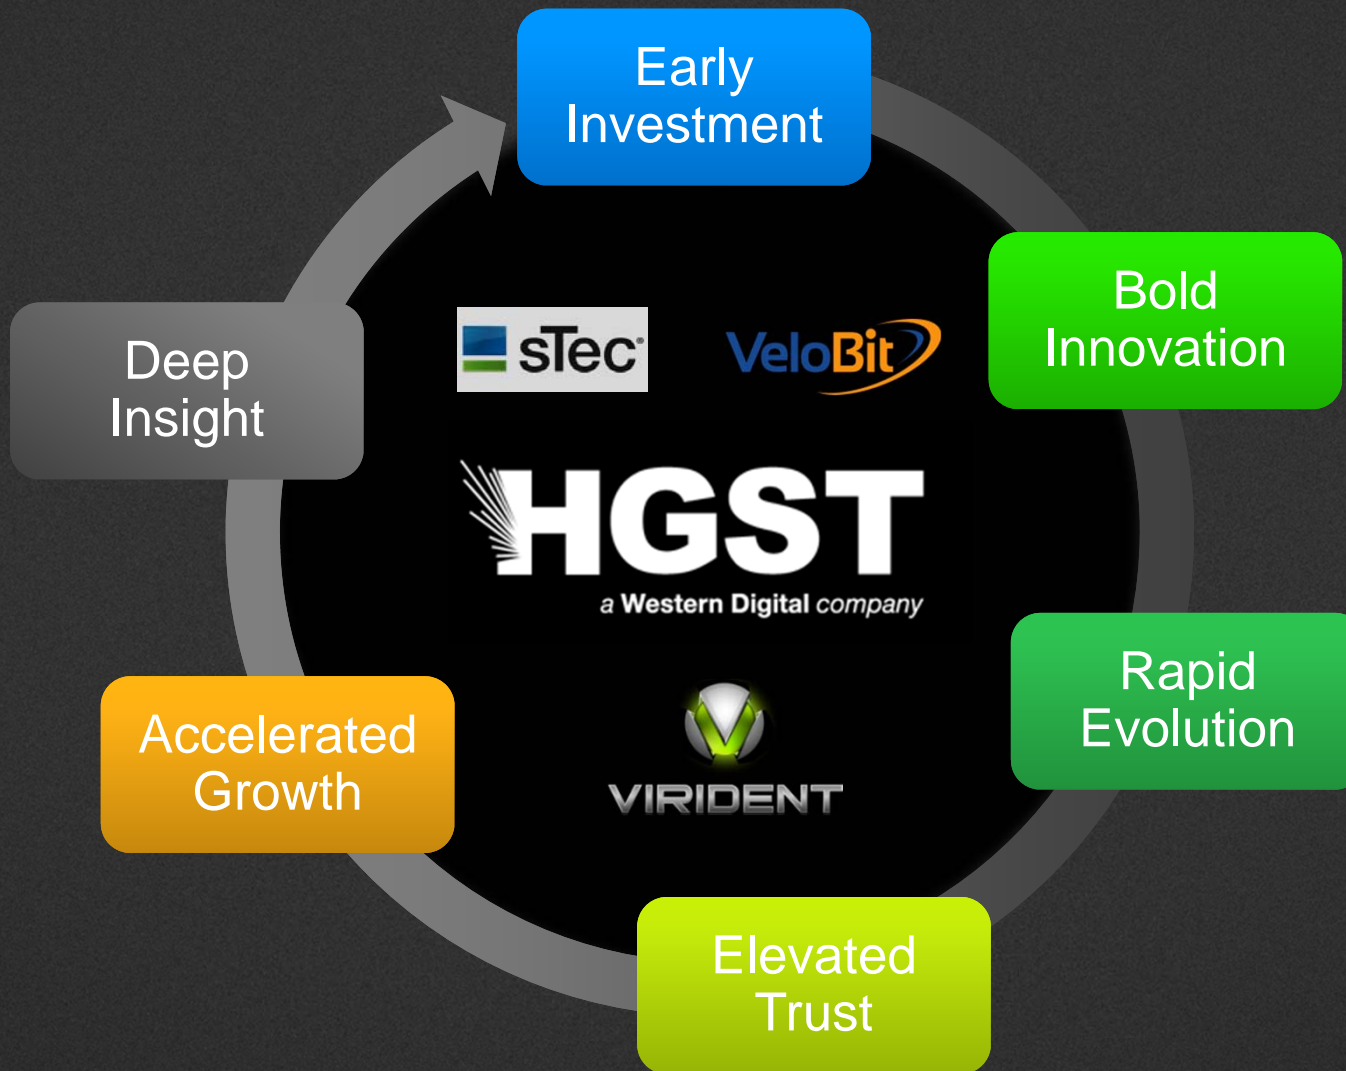 Early
Investment
Bold
Innovation
Deep
Insight
sTec®
VeloBit
HGST
a Western Digital company
Rapid
Evolution
Accelerated
Growth
VIRIDENT
Elevated
Trust